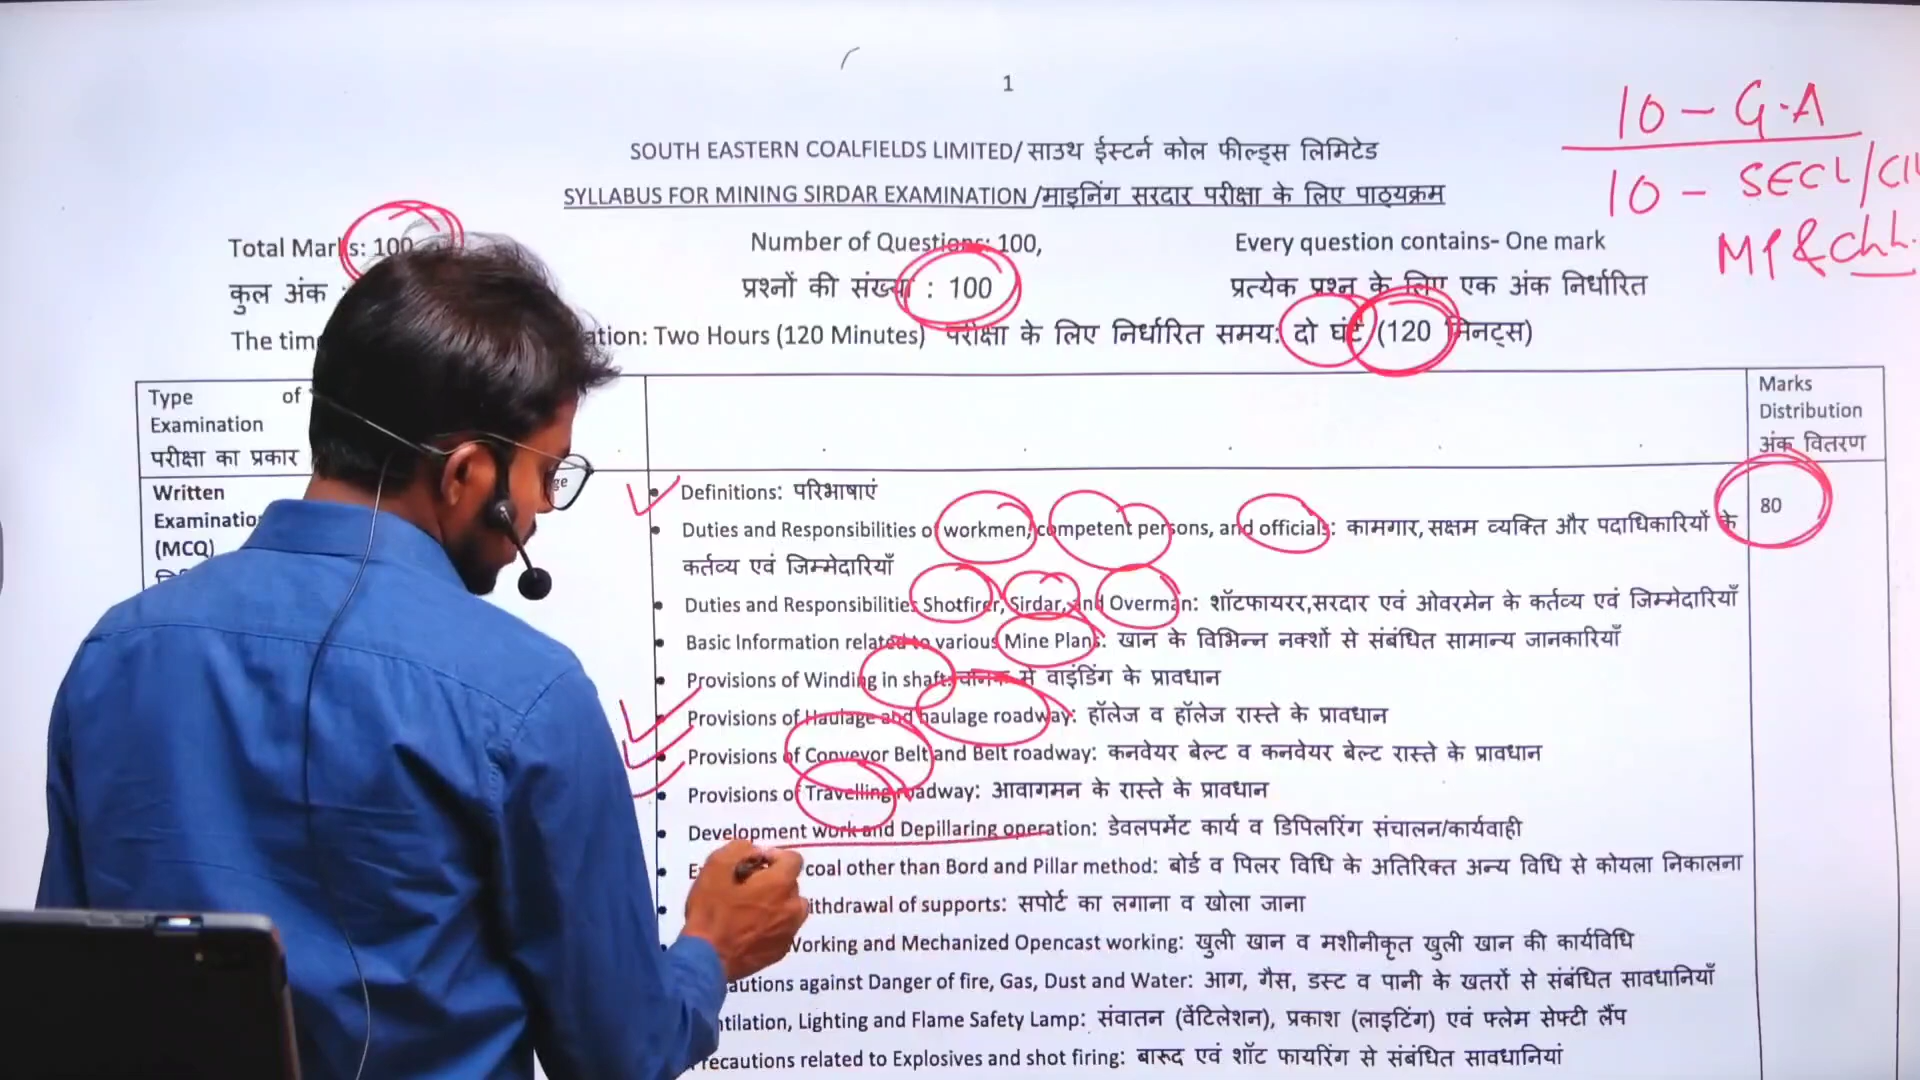 1
10 - G.A
10 - SECL/
MP & Chh.
SOUTH EASTERN COALFIELDS LIMITED/ साउथ ईस्टर्न कोल फील्ड्स लिमिटेड
SYLLABUS FOR MINING SIRDAR EXAMINATION /माइनिंग सरदार परीक्षा के लिए पाठ्यक्रम
Total Marks: 100 Number of Questions: 100, Every question contains- One mark
कुल अंक प्रश्नों की संख्या : 100 प्रत्येक प्रश्न के लिए एक अंक निर्धारित
The Two Hours (120 Minutes) परीक्षा के लिए निर्धारित समय: दो घंटे (120 मिनट्स)
Type of Examination परीक्षा का प्रकार
Marks Distribution अंक वितरण
Written
(MCQ)
80
• Definitions: परिभाषाएं
• Duties and Responsibilities of workmen, competent persons, and officials: कामगार, सक्षम व्यक्ति और पदाधिकारियों के
कर्तव्य एवं जिम्मेदारियाँ
• Duties and Responsibilities Shotfirer, Sirdar, and Overman: शॉटफायरर,सरदार एवं ओवरमेन के कर्तव्य एवं जिम्मेदारियाँ
• Basic Information related to various Mine Plans: खान के विभिन्न नक्शों से संबंधित सामान्य जानकारियाँ
• Provisions of Winding in shaft: चानक से वाइंडिंग के प्रावधान
• Provisions of Haulage and haulage roadway: हॉलेज व हॉलेज रास्ते के प्रावधान
• Provisions of Conveyor Belt and Belt roadway: कनवेयर बेल्ट व कनवेयर बेल्ट रास्ते के प्रावधान
• Provisions of Travelling roadway: आवागमन के रास्ते के प्रावधान
• Development work and Depillaring operation: डेवलपमेंट कार्य व डिपिलरिंग संचालन/कार्यवाही
• coal other than Bord and Pillar method: बोर्ड व पिलर विधि के अतिरिक्त अन्य विधि से कोयला निकालना
• of supports: सपोर्ट का लगाना व खोला जाना
and Mechanized Opencast working: खुली खान व मशीनीकृत खुली खान की कार्यविधि
against Danger of fire, Gas, Dust and Water: आग, गैस, डस्ट व पानी के खतरों से संबंधित सावधानियाँ
Lighting and Flame Safety Lamp: संवातन (वेंटिलेशन), प्रकाश (लाइटिंग) एवं फ्लेम सेफ्टी लैंप
related to Explosives and shot firing: बारूद एवं शॉट फायरिंग से संबंधित सावधानियां